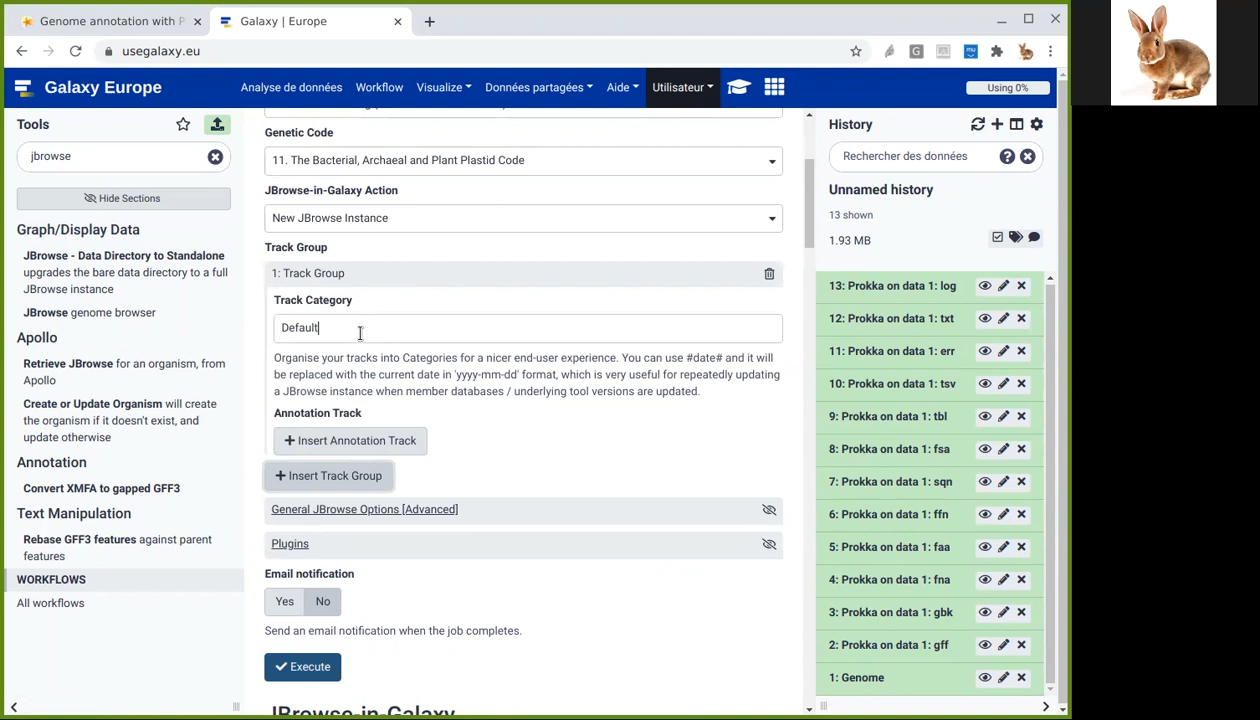 Genome annotation with P
Galaxy | Europe
usegalaxy.eu
Galaxy Europe
Analyse de données
Workflow
Visualize
Données partagées
Aide
Utilisateur
Using 0%
Tools
jbrowse
Hide Sections
Graph/Display Data
JBrowse - Data Directory to Standalone
upgrades the bare data directory to a full
JBrowse instance
JBrowse genome browser
Apollo
Retrieve JBrowse for an organism, from
Apollo
Create or Update Organism will create
the organism if it doesn't exist, and
update otherwise
Annotation
Convert XMFA to gapped GFF3
Text Manipulation
Rebase GFF3 features against parent
features
WORKFLOWS
All workflows
Genetic Code
11. The Bacterial, Archaeal and Plant Plastid Code
JBrowse-in-Galaxy Action
New JBrowse Instance
Track Group
1: Track Group
Track Category
Default
Organise your tracks into Categories for a nicer end-user experience. You can use #date# and it will
be replaced with the current date in 'yyyy-mm-dd' format, which is very useful for repeatedly updating
a JBrowse instance when member databases / underlying tool versions are updated.
Annotation Track
Insert Annotation Track
Insert Track Group
General JBrowse Options [Advanced]
Plugins
Email notification
Yes No
Send an email notification when the job completes.
Execute
JBrowse-in-Galaxy
History
Rechercher des données
Unnamed history
13 shown
1.93 MB
13: Prokka on data 1: log
12: Prokka on data 1: txt
11: Prokka on data 1: err
10: Prokka on data 1: tsv
9: Prokka on data 1: tbl
8: Prokka on data 1: fsa
7: Prokka on data 1: sqn
6: Prokka on data 1: ffn
5: Prokka on data 1: faa
4: Prokka on data 1: fna
3: Prokka on data 1: gbk
2: Prokka on data 1: gff
1: Genome